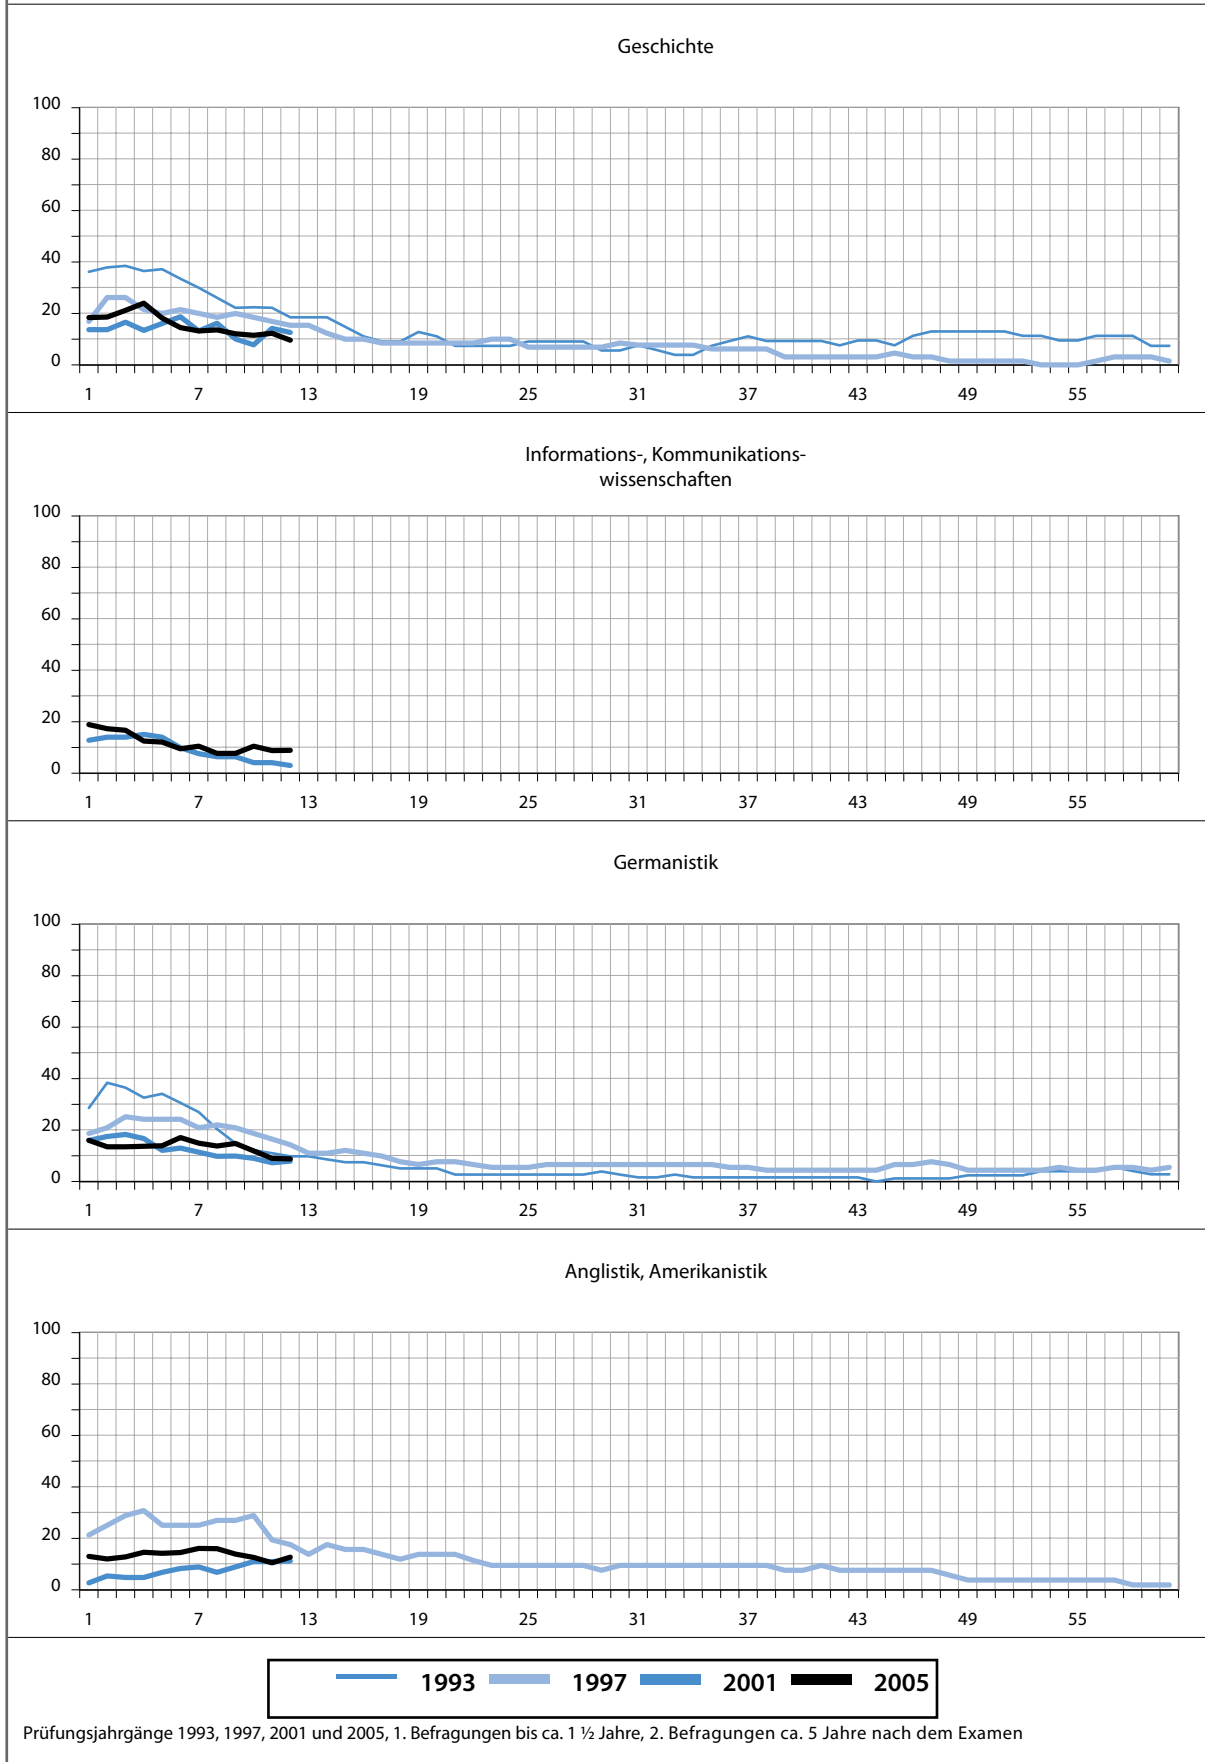 Geschichte
100
80
60
40
20
0
1 7 13 19 25 31 37 43 49 55
Informations-, Kommunikations-
wissenschaften
100
80
60
40
20
0
1 7 13 19 25 31 37 43 49 55
Germanistik
100
80
60
40
20
0
1 7 13 19 25 31 37 43 49 55
Anglistik, Amerikanistik
100
80
60
40
20
0
1 7 13 19 25 31 37 43 49 55
1993 1997 2001 2005
Prüfungsjahrgänge 1993, 1997, 2001 und 2005, 1. Befragungen bis ca. 1 ½ Jahre, 2. Befragungen ca. 5 Jahre nach dem Examen